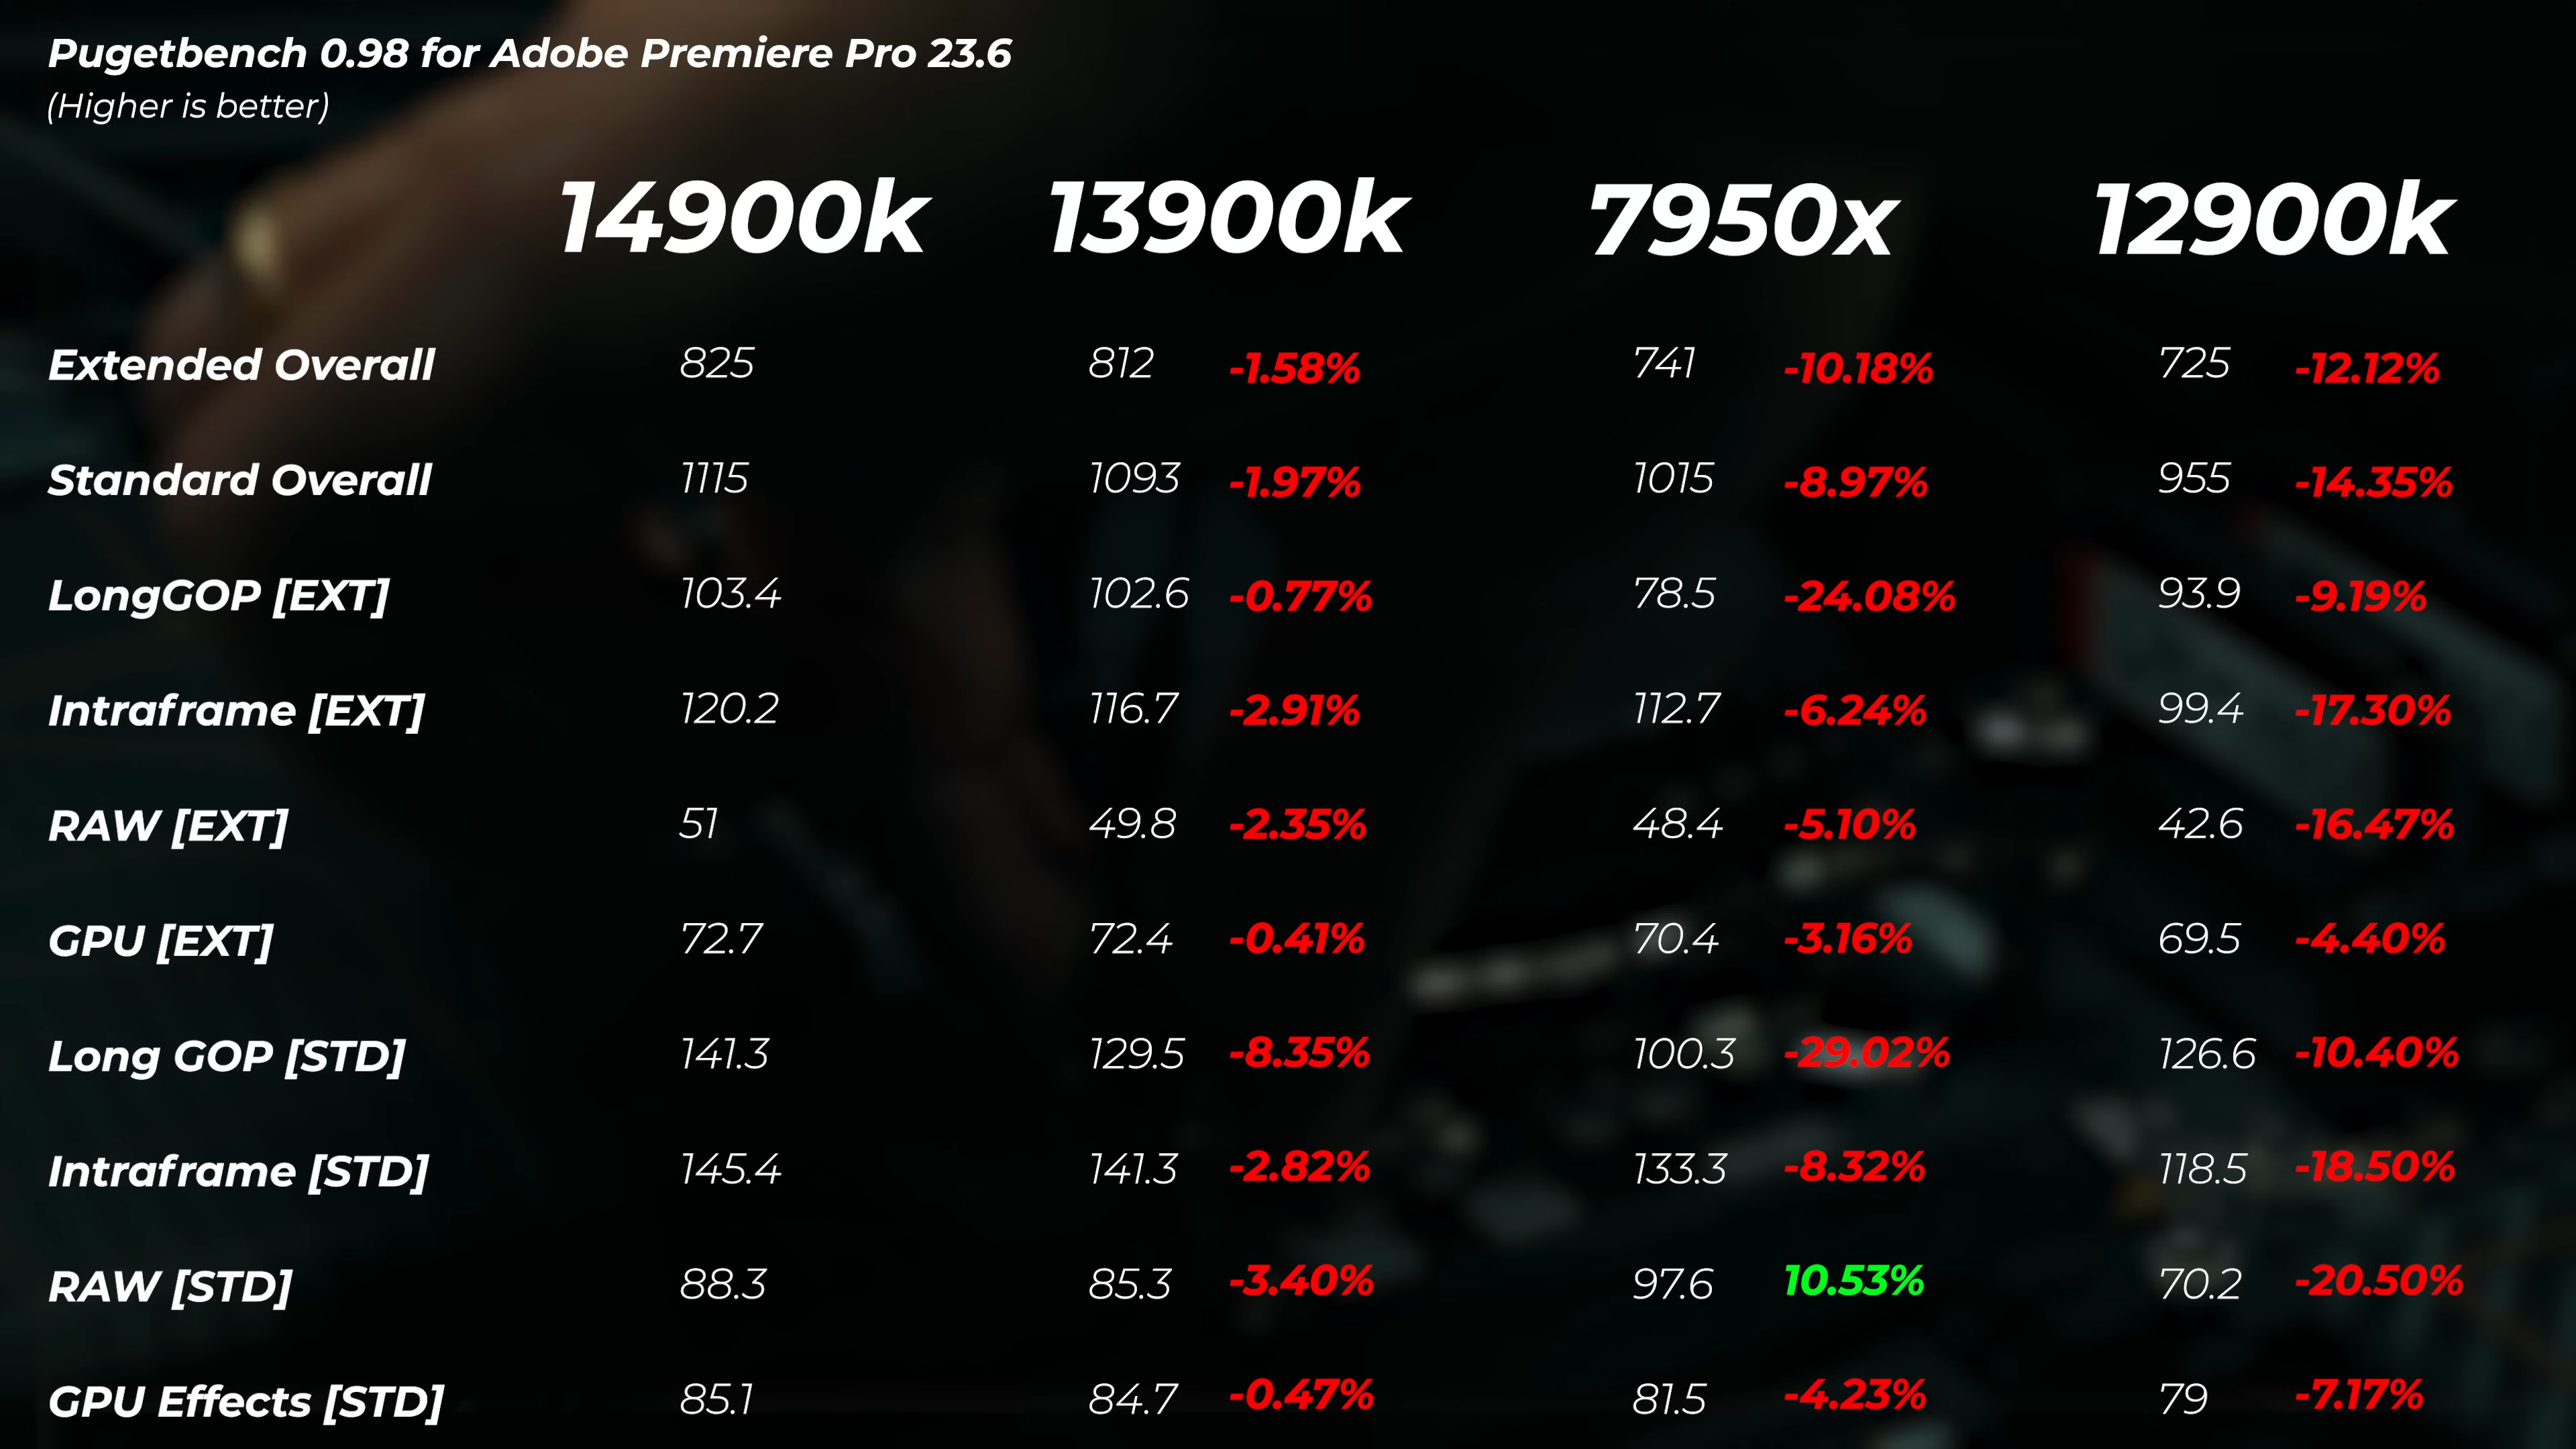 Pugetbench 0.98 for Adobe Premiere Pro 23.6
(Higher is better)
14900k 13900k 7950x 12900k
Extended Overall 825 812 -1.58% 741 -10.18% 725 -12.12%
Standard Overall 1115 1093 -1.97% 1015 -8.97% 955 -14.35%
LongGOP [EXT] 103.4 102.6 -0.77% 78.5 -24.08% 93.9 -9.19%
Intraframe [EXT] 120.2 116.7 -2.91% 112.7 -6.24% 99.4 -17.30%
RAW [EXT] 51 49.8 -2.35% 48.4 -5.10% 42.6 -16.47%
GPU [EXT] 72.7 72.4 -0.41% 70.4 -3.16% 69.5 -4.40%
Long GOP [STD] 141.3 129.5 -8.35% 100.3 -29.02% 126.6 -10.40%
Intraframe [STD] 145.4 141.3 -2.82% 133.3 -8.32% 118.5 -18.50%
RAW [STD] 88.3 85.3 -3.40% 97.6 10.53% 70.2 -20.50%
GPU Effects [STD] 85.1 84.7 -0.47% 81.5 -4.23% 79 -7.17%